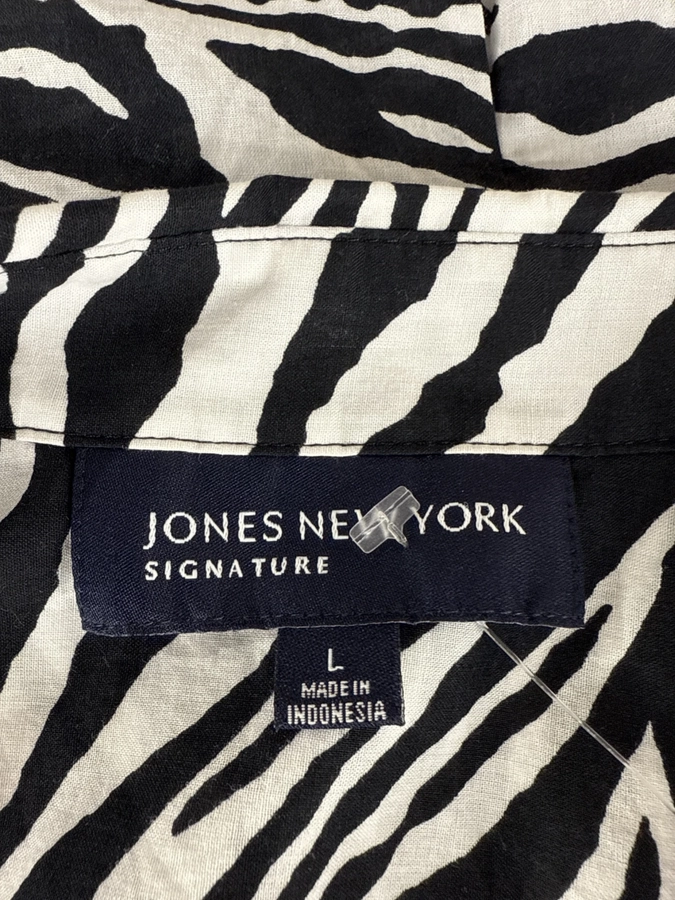 JONES NEW YORK
SIGNATURE
L
MADE IN
INDONESIA